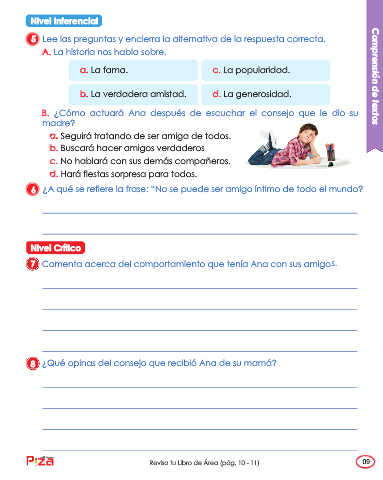 Nivel Inferencial
Comprensión de textos
5 Lee las preguntas y encierra la alternativa de la respuesta correcta.
A. La historia nos habla sobre.
a. La fama.
c. La popularidad.
b. La verdadera amistad.
d. La generosidad.
B. ¿Cómo actuará Ana después de escuchar el consejo que le dio su
madre?
a. Seguirá tratando de ser amiga de todos.
b. Buscará hacer amigos verdaderos
c. No hablará con sus demás compañeros.
d. Hará fiestas sorpresa para todos.
6 ¿A qué se refiere la frase: "No se puede ser amigo íntimo de todo el mundo?
Nivel Crítico
7 Comenta acerca del comportamiento que tenía Ana con sus amigos.
8 ¿Qué opinas del consejo que recibió Ana de su mamá?
Revisa tu Libro de Área (pág. 10 - 11)
09